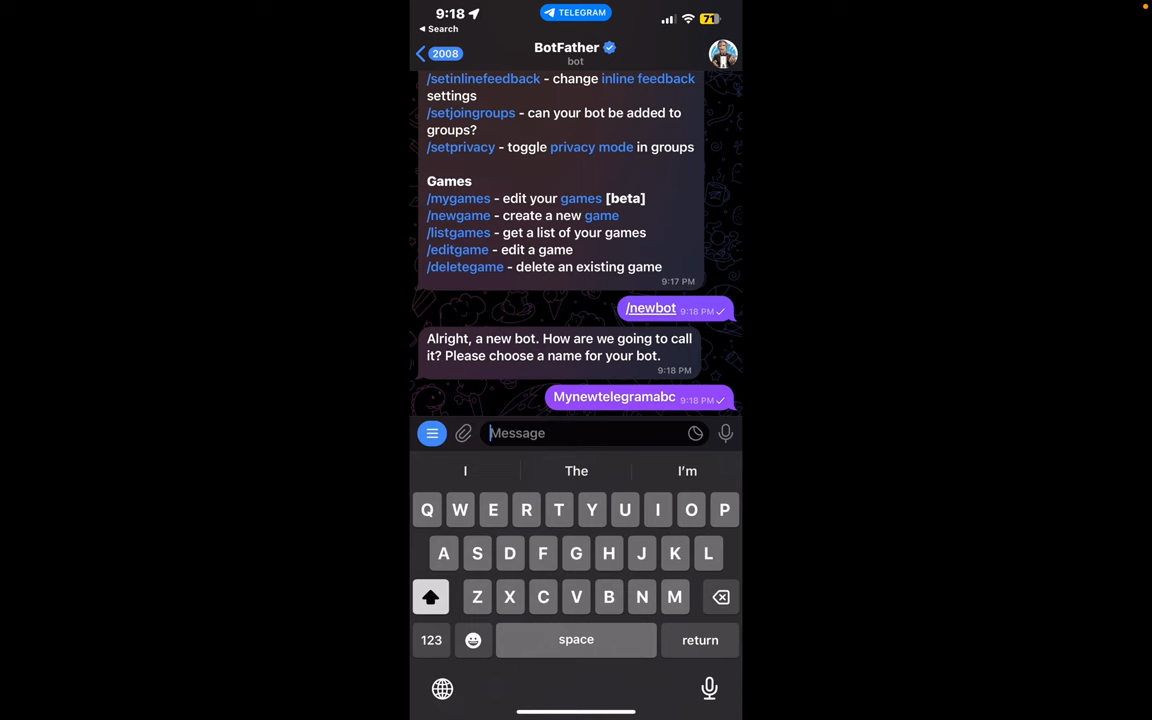 9:18
TELEGRAM
71
Search
2008
BotFather
bot
/setinlinefeedback - change inline feedback
settings
/setjoingroups - can your bot be added to
groups?
/setprivacy - toggle privacy mode in groups
Games
/mygames - edit your games [beta]
/newgame - create a new game
/listgames - get a list of your games
/editgame - edit a game
/deletegame - delete an existing game
9:17 PM
/newbot 9:18 PM
Alright, a new bot. How are we going to call
it? Please choose a name for your bot.
9:18 PM
Mynewtelegramabc 9:18 PM
Message
I The I'm
Q W E R T Y U I O P
A S D F G H J K L
Z X C V B N M
123 space return